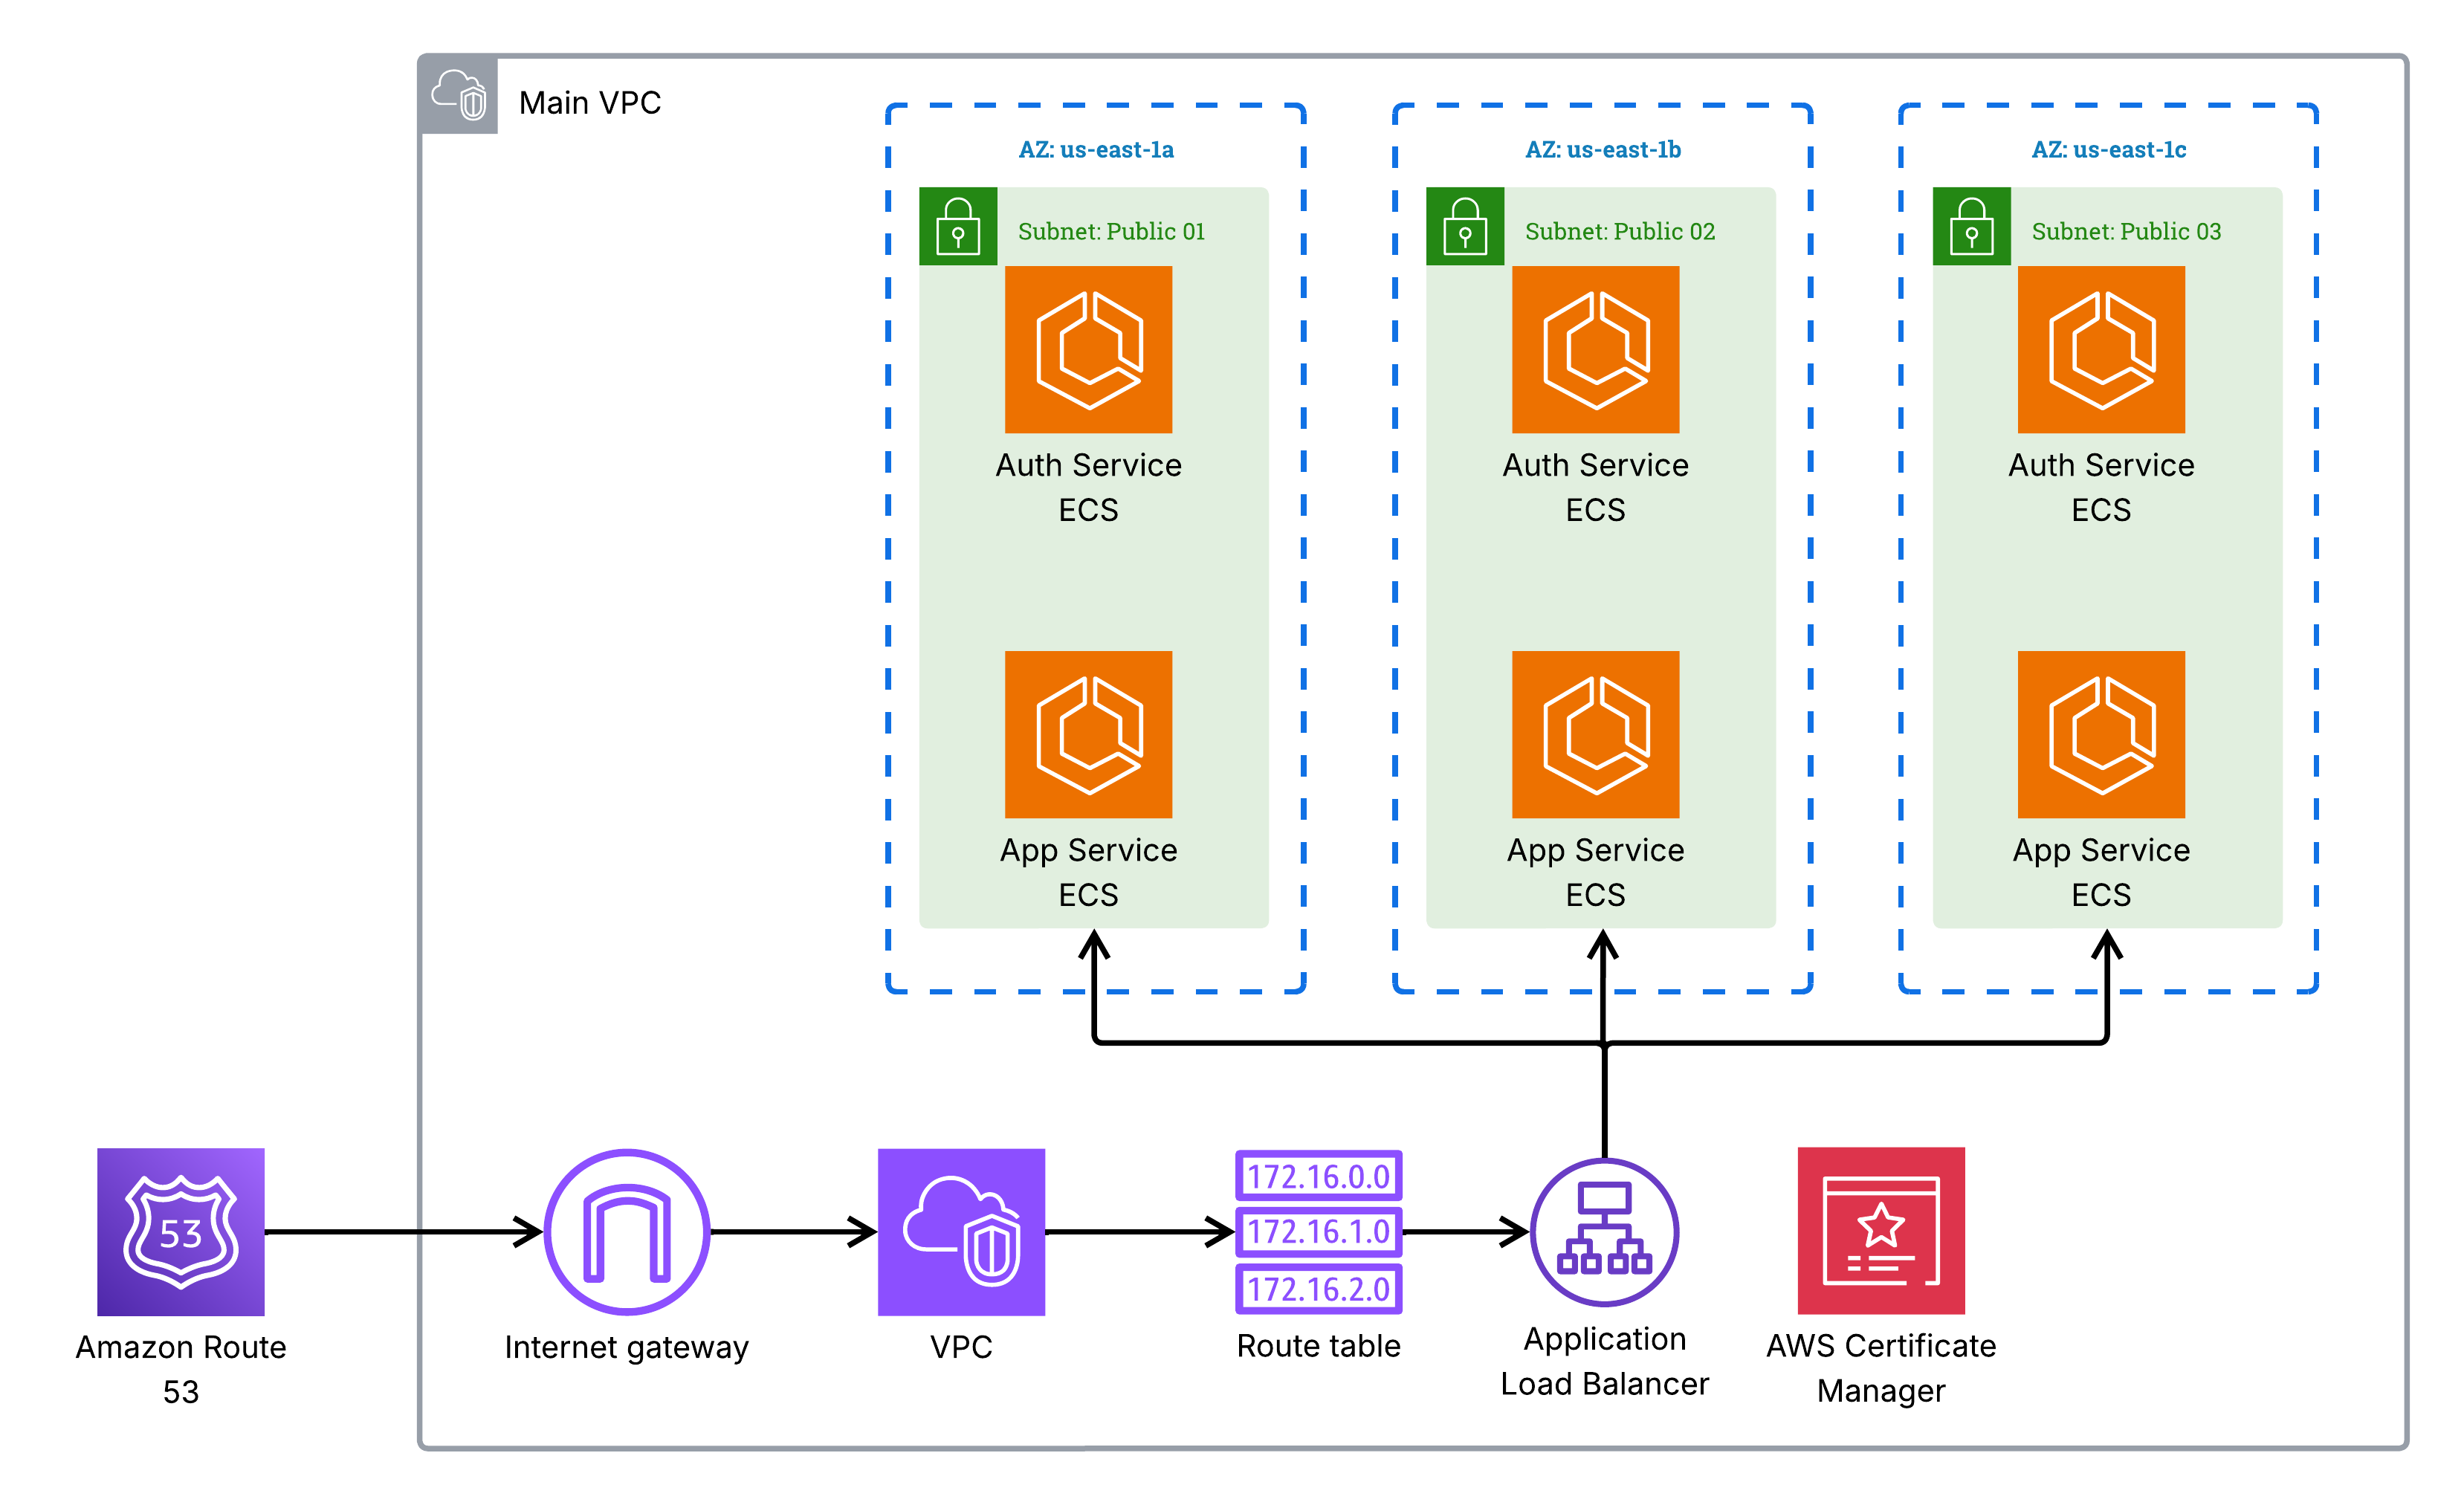 Main VPC
AZ: us-east-1a
Subnet: Public 01
Auth Service
ECS
App Service
ECS
AZ: us-east-1b
Subnet: Public 02
Auth Service
ECS
App Service
ECS
AZ: us-east-1c
Subnet: Public 03
Auth Service
ECS
App Service
ECS
53
Amazon Route
53
Internet gateway
VPC
172.16.0.0
172.16.1.0
172.16.2.0
Route table
Application
Load Balancer
AWS Certificate
Manager